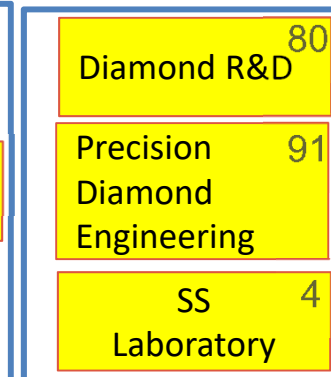 80
Diamond R&D
Precision 91
Diamond
Engineering
SS 4
Laboratory